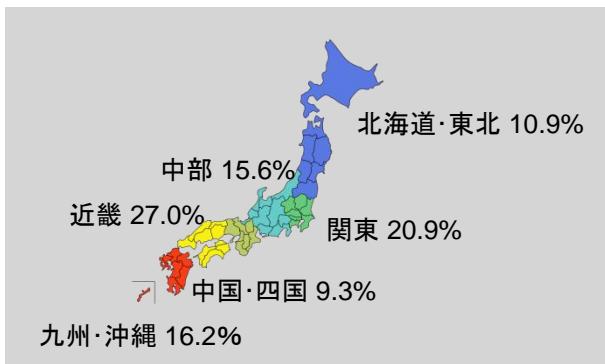 北海道・東北 10.9%
中部 15.6%
近畿 27.0%
関東 20.9%
中国・四国 9.3%
九州・沖縄 16.2%